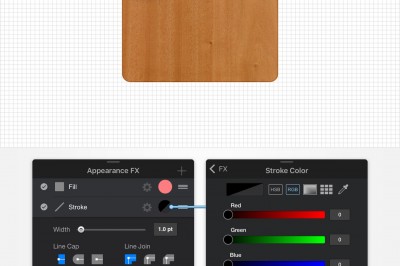 Appearance FX
Fill
Stroke
Width
1.0 pt
Line Cap
Line Join
FX
Stroke Color
HSB
RGB
Red
0
Green
0
Blue
0